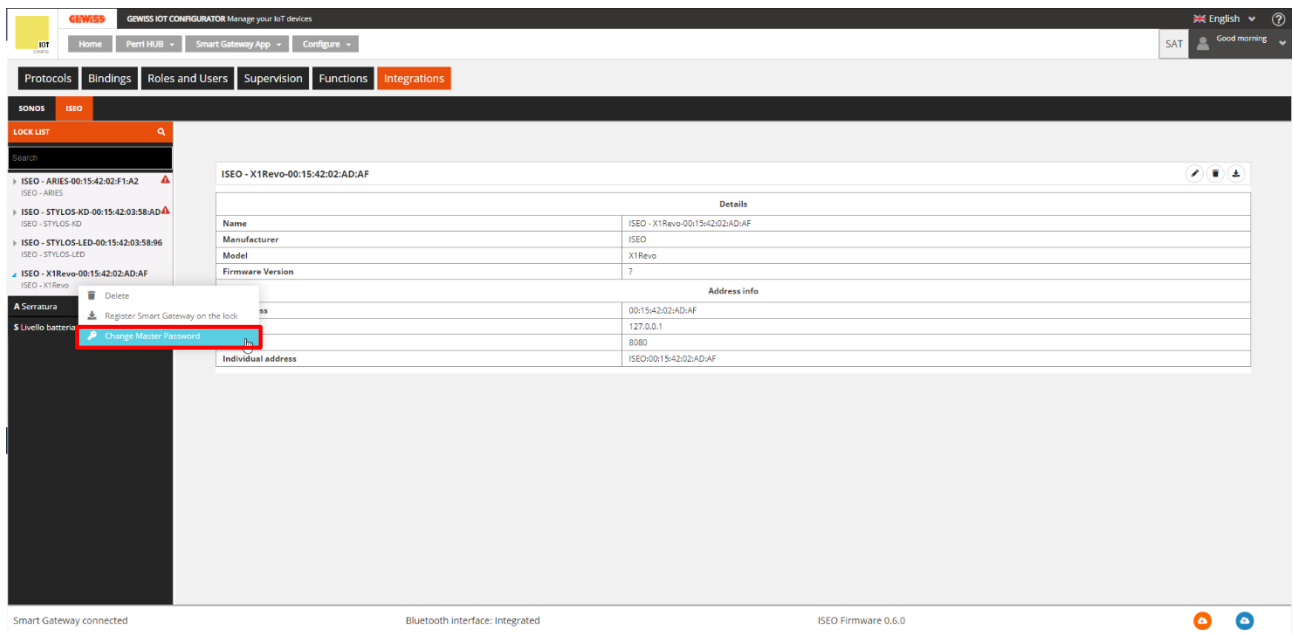 GEWISS GEWISS IOT CONFIGURATOR Manage your IoT devices English
IOT
Home Perri HUB Smart Gateway App Configure SAT Good morning
Protocols Bindings Roles and Users Supervision Functions Integrations
SONOS ISEO
LOCK LIST
Search
ISEO - ARIES-00:15:42:02:F1:A2
ISEO - ARIES
ISEO - STYLOS-KD-00:15:42:03:58:AD
ISEO - STYLOS-KD
ISEO - STYLOS-LED-00:15:42:03:58:96
ISEO - STYLOS-LED
ISEO - X1Revo-00:15:42:02:AD:AF
ISEO - X1Revo
A Serratura
S Livello batteria
Delete
Register Smart Gateway on the lock
Change Master Password
ISEO - X1Revo-00:15:42:02:AD:AF
Details
Name ISEO - X1Revo-00:15:42:02:AD:AF
Manufacturer ISEO
Model X1Revo
Firmware Version ?
Address info
ss 00:15:42:02:AD:AF
127.0.0.1
8080
Individual address ISEO:00:15:42:02:AD:AF
Smart Gateway connected Bluetooth interface: Integrated ISEO Firmware 0.6.0